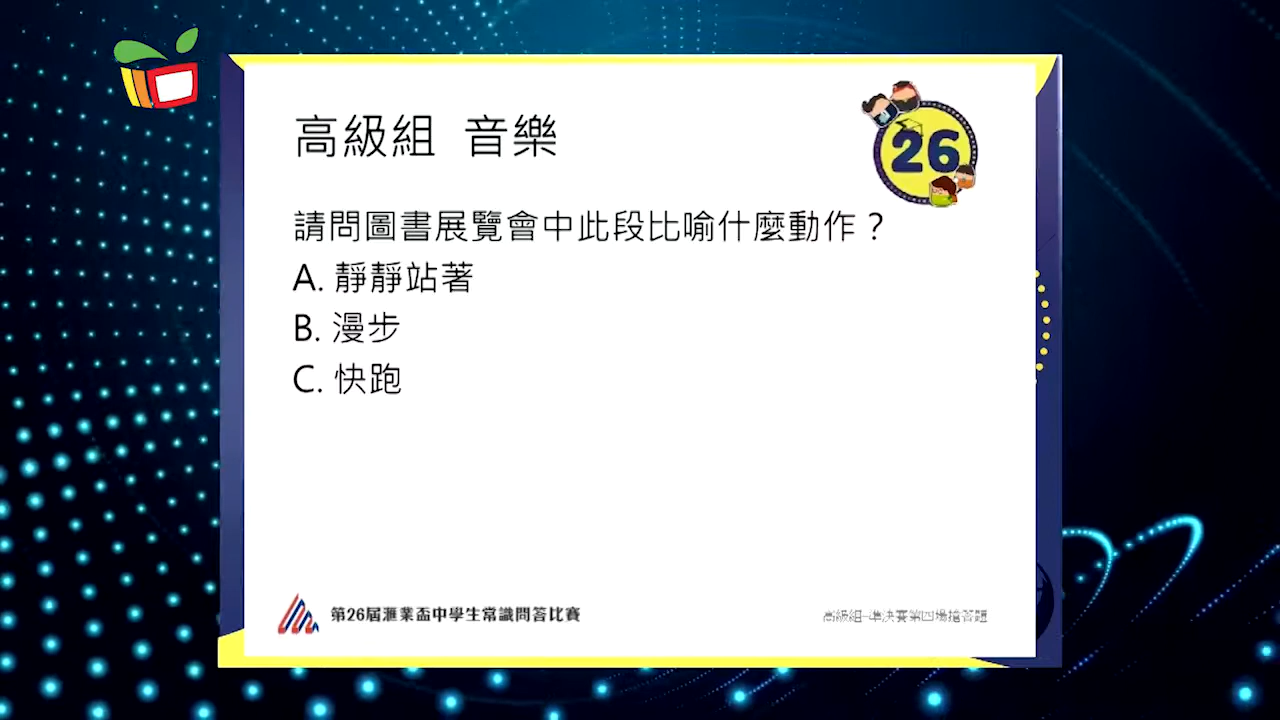 高級組 音樂
26
請問圖書展覽會中此段比喻什麼動作？
A. 靜靜站著
B. 漫步
C. 快跑
第26屆滙業盃中學生常識問答比賽
高級組-準決賽第四場搶答題